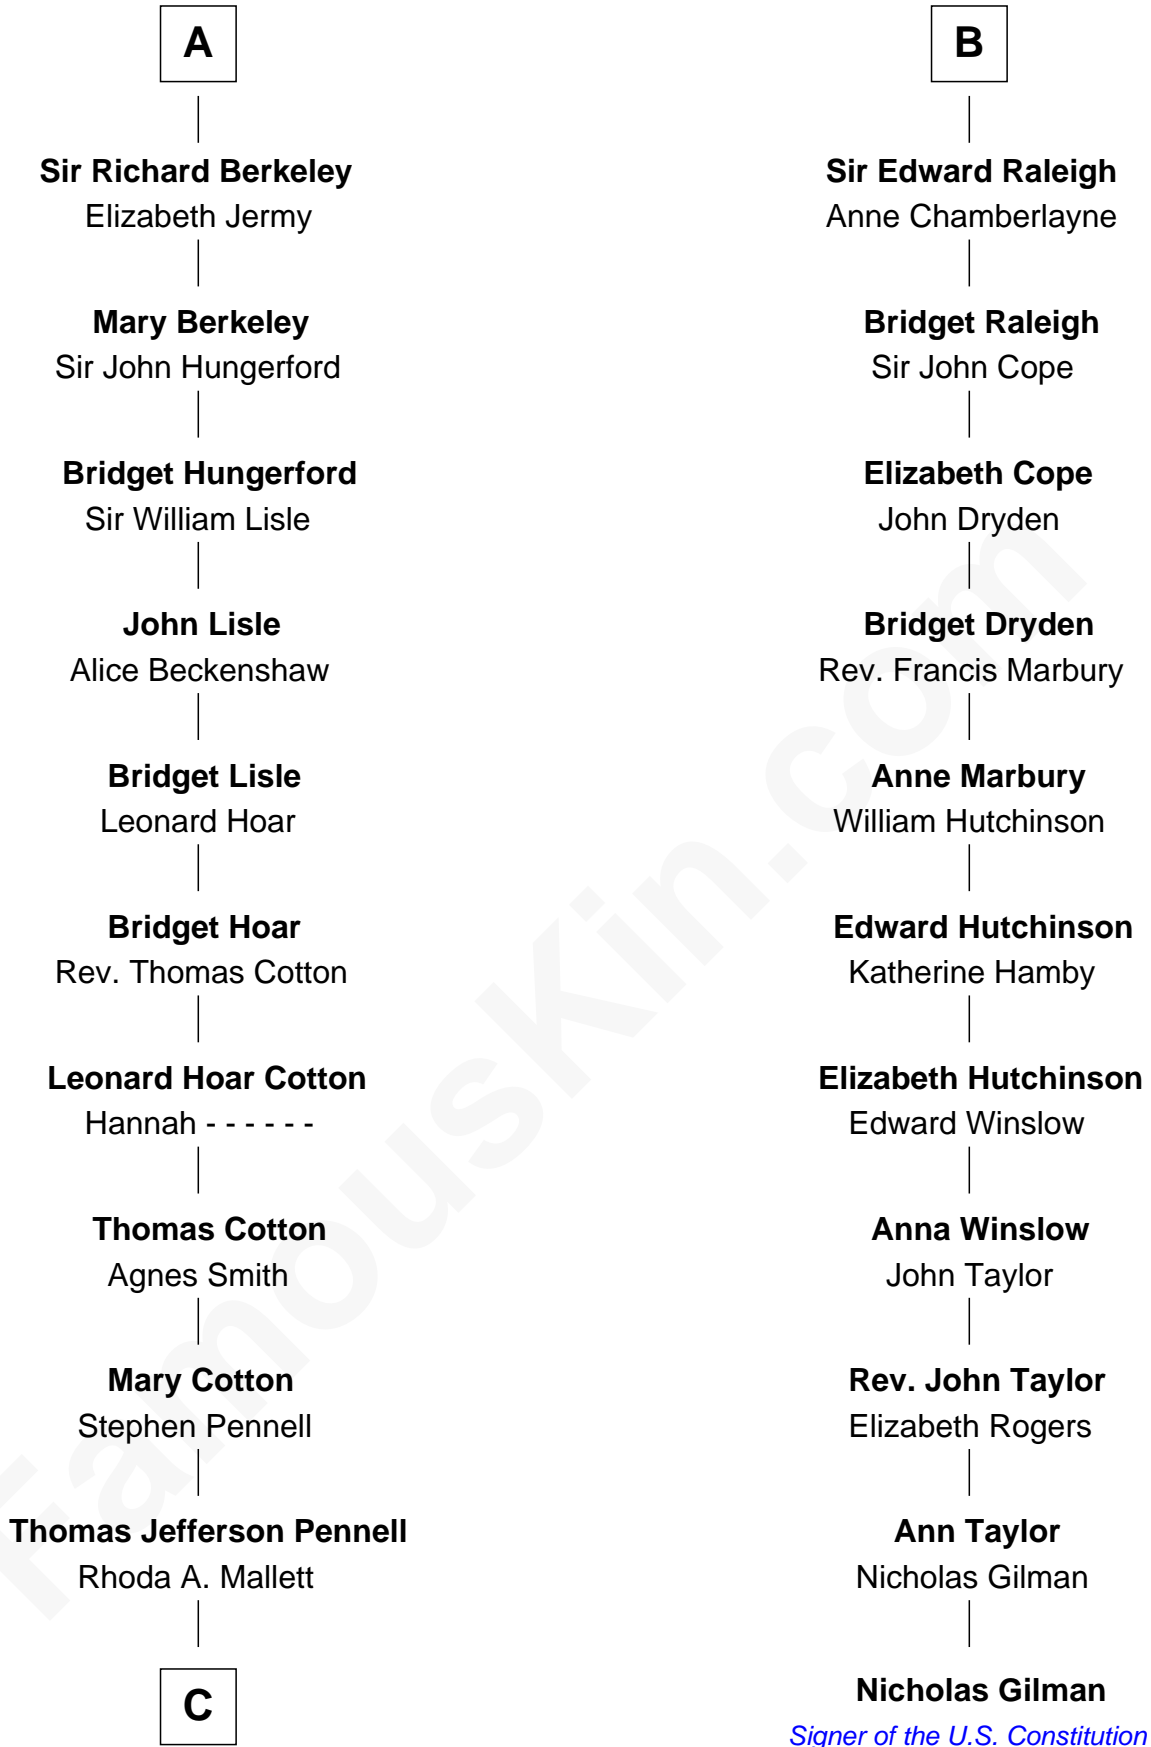 A
Sir Richard Berkeley
Elizabeth Jermy
Mary Berkeley
Sir John Hungerford
Bridget Hungerford
Sir William Lisle
John Lisle
Alice Beckenshaw
Bridget Lisle
Leonard Hoar
Bridget Hoar
Rev. Thomas Cotton
Leonard Hoar Cotton
Hannah - - - - - -
Thomas Cotton
Agnes Smith
Mary Cotton
Stephen Pennell
Thomas Jefferson Pennell
Rhoda A. Mallett
C
B
Sir Edward Raleigh
Anne Chamberlayne
Bridget Raleigh
Sir John Cope
Elizabeth Cope
John Dryden
Bridget Dryden
Rev. Francis Marbury
Anne Marbury
William Hutchinson
Edward Hutchinson
Katherine Hamby
Elizabeth Hutchinson
Edward Winslow
Anna Winslow
John Taylor
Rev. John Taylor
Elizabeth Rogers
Ann Taylor
Nicholas Gilman
Nicholas Gilman
Signer of the U.S. Constitution
FamousKin.com